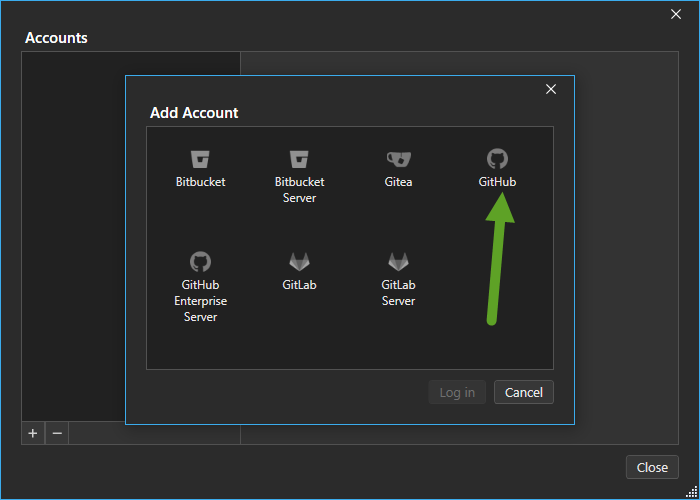 Accounts
Add Account
Bitbucket
Bitbucket
Server
Gitea
GitHub
GitHub
Enterprise
Server
GitLab
GitLab
Server
Log in
Cancel
+
−
Close